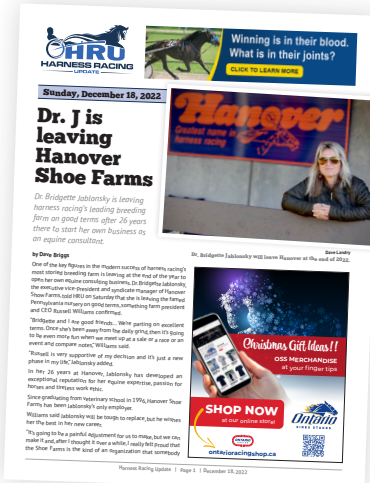 HRU
HARNESS RACING
UPDATE
Winning is in their blood.
What is in their joints?
CLICK TO LEARN MORE
Sunday, December 18, 2022
Dr. J is
leaving
Hanover
Shoe Farms
Dr. Bridgette Jablonsky is leaving
harness racing's leading breeding
farm on good terms after 26 years
there to start her own business as
an equine consultant.
Hanover
Greatest name in
harness racing
Dave Landry
Dr. Bridgette Jablonsky will leave Hanover at the end of 2022.
by Dave Briggs
One of the key figures in the modern success of harness racing's
most storied breeding farm is leaving at the end of the year to
open her own equine consulting business. Dr. Bridgette Jablonsky,
the executive vice-president and syndicate manager of Hanover
Shoe Farms, told HRU on Saturday that she is leaving the famed
Pennsylvania nursery on good terms, something farm president
and CEO Russell Williams confirmed.
"Bridgette and I are good friends... We're parting on excellent
terms. Once she's been away from the daily grind, then it's going
to be even more fun when we meet up at a sale or a race or an
event and compare notes," Williams said.
"Russell is very supportive of my decision and it's just a new
phase in my life," Jablonsky added.
In her 26 years at Hanover, Jablonsky has developed an
exceptional reputation for her equine expertise, passion for
horses and tireless work ethic.
Since graduating from veterinary school in 1996, Hanover Shoe
Farms has been Jablonsky's only employer.
Williams said Jablonsky will be tough to replace, but he wishes
her the best in her new career.
"It's going to be a painful adjustment for us to make, but we can
make it and, after I thought it over a while, I really felt proud that
the Shoe Farms is the kind of an organization that somebody
Christmas Gift Ideas!!
OSS MERCHANDISE
at your finger tips
SHOP NOW
at our online store!
Ontario
SIRES STAKES
ontarioracingshop.ca
Harness Racing Update | Page 1 | December 18, 2022